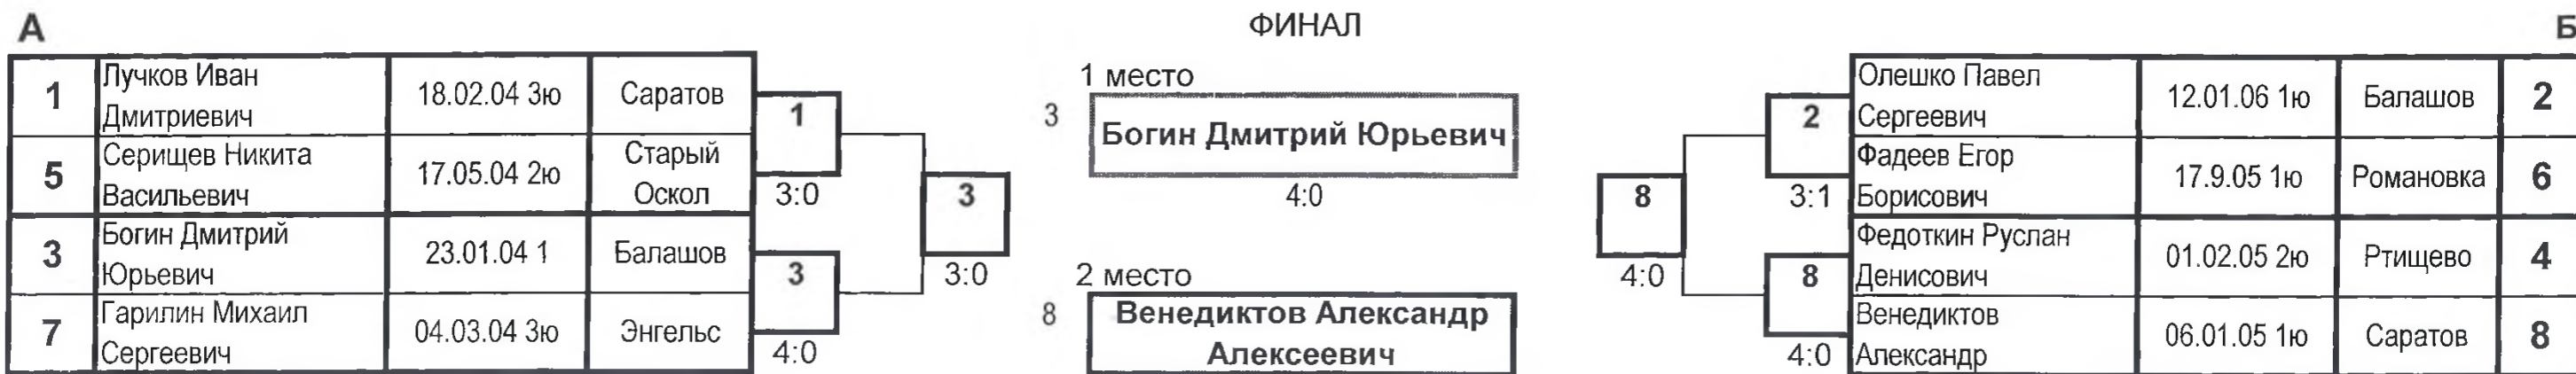 А
1
Лучков Иван
Дмитриевич
18.02.04 3ю
Саратов
5
Серищев Никита
Васильевич
17.05.04 2ю
Старый
Оскол
3
Богин Дмитрий
Юрьевич
23.01.04 1
Балашов
7
Гарилин Михаил
Сергеевич
04.03.04 3ю
Энгельс
1
3:0
3
4:0
3
3:0
ФИНАЛ
1 место
3
Богин Дмитрий Юрьевич
4:0
2 место
8
Венедиктов Александр
Алексеевич
8
4:0
2
3:1
8
4:0
Б
Олешко Павел
Сергеевич
12.01.06 1ю
Балашов
2
Фадеев Егор
Борисович
17.9.05 1ю
Романовка
6
Федоткин Руслан
Денисович
01.02.05 2ю
Ртищево
4
Венедиктов
Александр
06.01.05 1ю
Саратов
8